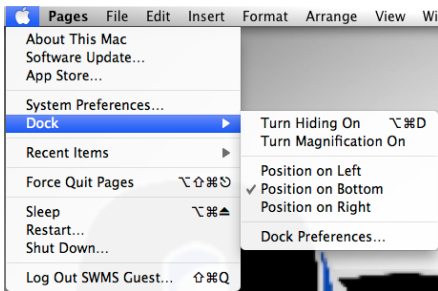 Pages File Edit Insert Format Arrange View Wi
About This Mac
Software Update...
App Store...
System Preferences...
Dock
Recent Items
Force Quit Pages ⌥⇧⌘⎋
Sleep ⌥⌘⏏
Restart...
Shut Down...
Log Out SWMS Guest... ⇧⌘Q
Turn Hiding On ⌥⌘D
Turn Magnification On
Position on Left
✓ Position on Bottom
Position on Right
Dock Preferences...